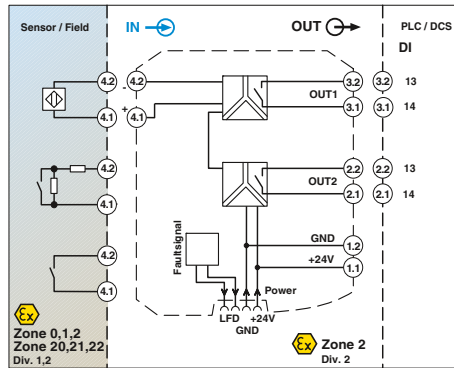 Sensor / Field
IN
OUT
PLC / DCS
DI
4.2
-
4.2
3.2
3.2
13
OUT1
4.1
+
4.1
3.1
3.1
14
4.2
2.2
2.2
13
OUT2
4.1
2.1
2.1
14
Faultsignal
GND
1.2
4.2
+24V
1.1
4.1
Power
LFD
+24V
GND
Ex
Zone 0,1,2
Zone 20,21,22
Div. 1,2
Ex
Zone 2
Div. 2